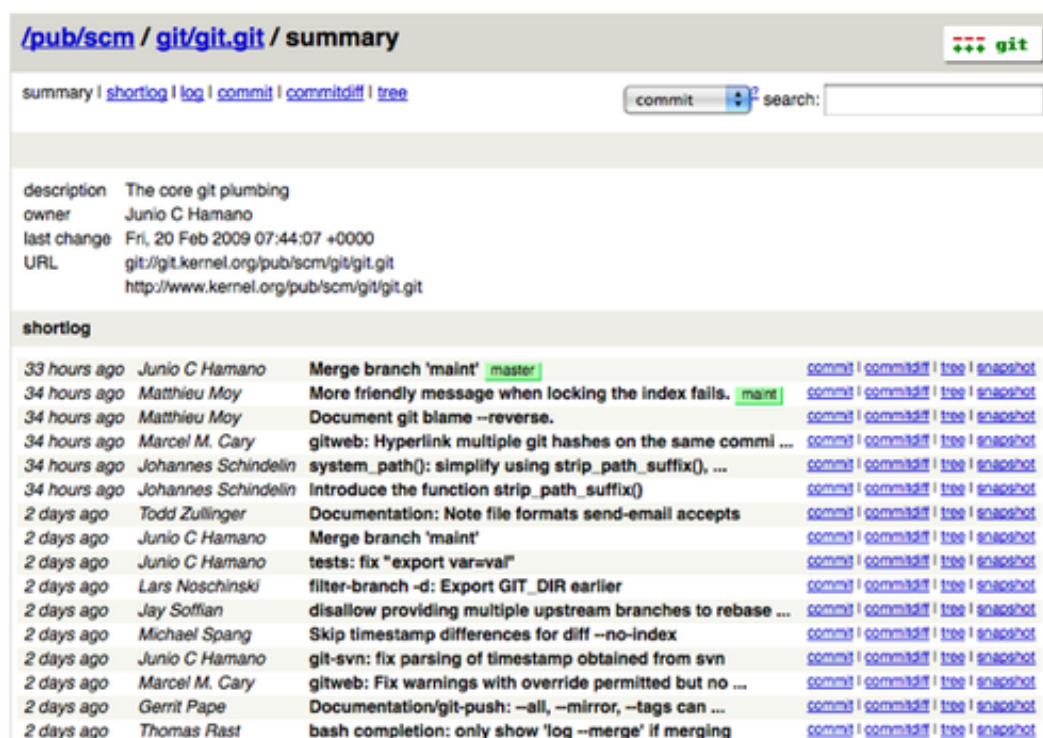 /pub/scm / git/git.git / summary
git
summary | shortlog | log | commit | commitdiff | tree
commit ? search:
description The core git plumbing
owner Junio C Hamano
last change Fri, 20 Feb 2009 07:44:07 +0000
URL git://git.kernel.org/pub/scm/git/git.git
http://www.kernel.org/pub/scm/git/git.git
shortlog
33 hours ago Junio C Hamano Merge branch 'maint' master commit | commitdiff | tree | snapshot
34 hours ago Matthieu Moy More friendly message when locking the index fails. maint commit | commitdiff | tree | snapshot
34 hours ago Matthieu Moy Document git blame --reverse. commit | commitdiff | tree | snapshot
34 hours ago Marcel M. Cary gitweb: Hyperlink multiple git hashes on the same commi ... commit | commitdiff | tree | snapshot
34 hours ago Johannes Schindelin system_path(): simplify using strip_path_suffix(), ... commit | commitdiff | tree | snapshot
34 hours ago Johannes Schindelin Introduce the function strip_path_suffix() commit | commitdiff | tree | snapshot
2 days ago Todd Zullinger Documentation: Note file formats send-email accepts commit | commitdiff | tree | snapshot
2 days ago Junio C Hamano Merge branch 'maint' commit | commitdiff | tree | snapshot
2 days ago Junio C Hamano tests: fix "export var=val" commit | commitdiff | tree | snapshot
2 days ago Lars Noschinski filter-branch -d: Export GIT_DIR earlier commit | commitdiff | tree | snapshot
2 days ago Jay Soffian disallow providing multiple upstream branches to rebase ... commit | commitdiff | tree | snapshot
2 days ago Michael Spang Skip timestamp differences for diff --no-index commit | commitdiff | tree | snapshot
2 days ago Junio C Hamano git-svn: fix parsing of timestamp obtained from svn commit | commitdiff | tree | snapshot
2 days ago Marcel M. Cary gitweb: Fix warnings with override permitted but no ... commit | commitdiff | tree | snapshot
2 days ago Gerrit Pape Documentation/git-push: --all, --mirror, --tags can ... commit | commitdiff | tree | snapshot
2 days ago Thomas Rast bash completion: only show 'log --merge' if merging commit | commitdiff | tree | snapshot